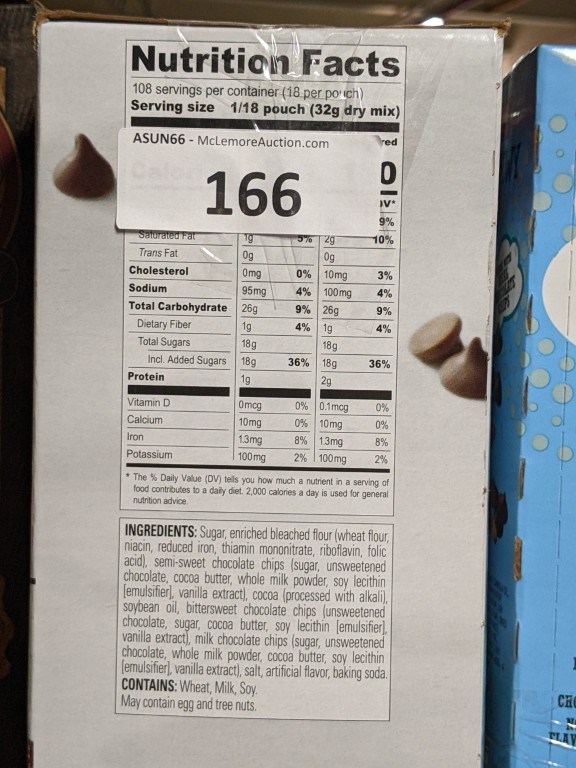 Nutrition Facts
108 servings per container (18 per pouch)
Serving size 1/18 pouch (32g dry mix)
ASUN66 - McLemoreAuction.com
166
0
9%
Saturated Fat 1g 5% 2g 10%
Trans Fat 0g 0g
Cholesterol 0mg 0% 10mg 3%
Sodium 95mg 4% 100mg 4%
Total Carbohydrate 26g 9% 26g 9%
Dietary Fiber 1g 4% 1g 4%
Total Sugars 18g 18g
Incl. Added Sugars 18g 36% 18g 36%
Protein 1g 2g
Vitamin D 0mcg 0% 0.1mcg 0%
Calcium 10mg 0% 10mg 0%
Iron 1.3mg 8% 1.3mg 8%
Potassium 100mg 2% 100mg 2%
* The % Daily Value (DV) tells you how much a nutrient in a serving of
food contributes to a daily diet. 2,000 calories a day is used for general
nutrition advice.
INGREDIENTS: Sugar, enriched bleached flour (wheat flour,
niacin, reduced iron, thiamin mononitrate, riboflavin, folic
acid), semi-sweet chocolate chips (sugar, unsweetened
chocolate, cocoa butter, whole milk powder, soy lecithin
[emulsifier], vanilla extract), cocoa (processed with alkali),
soybean oil, bittersweet chocolate chips (unsweetened
chocolate, sugar, cocoa butter, soy lecithin [emulsifier],
vanilla extract), milk chocolate chips (sugar, unsweetened
chocolate, whole milk powder, cocoa butter, soy lecithin
[emulsifier], vanilla extract), salt, artificial flavor, baking soda.
CONTAINS: Wheat, Milk, Soy.
May contain egg and tree nuts.